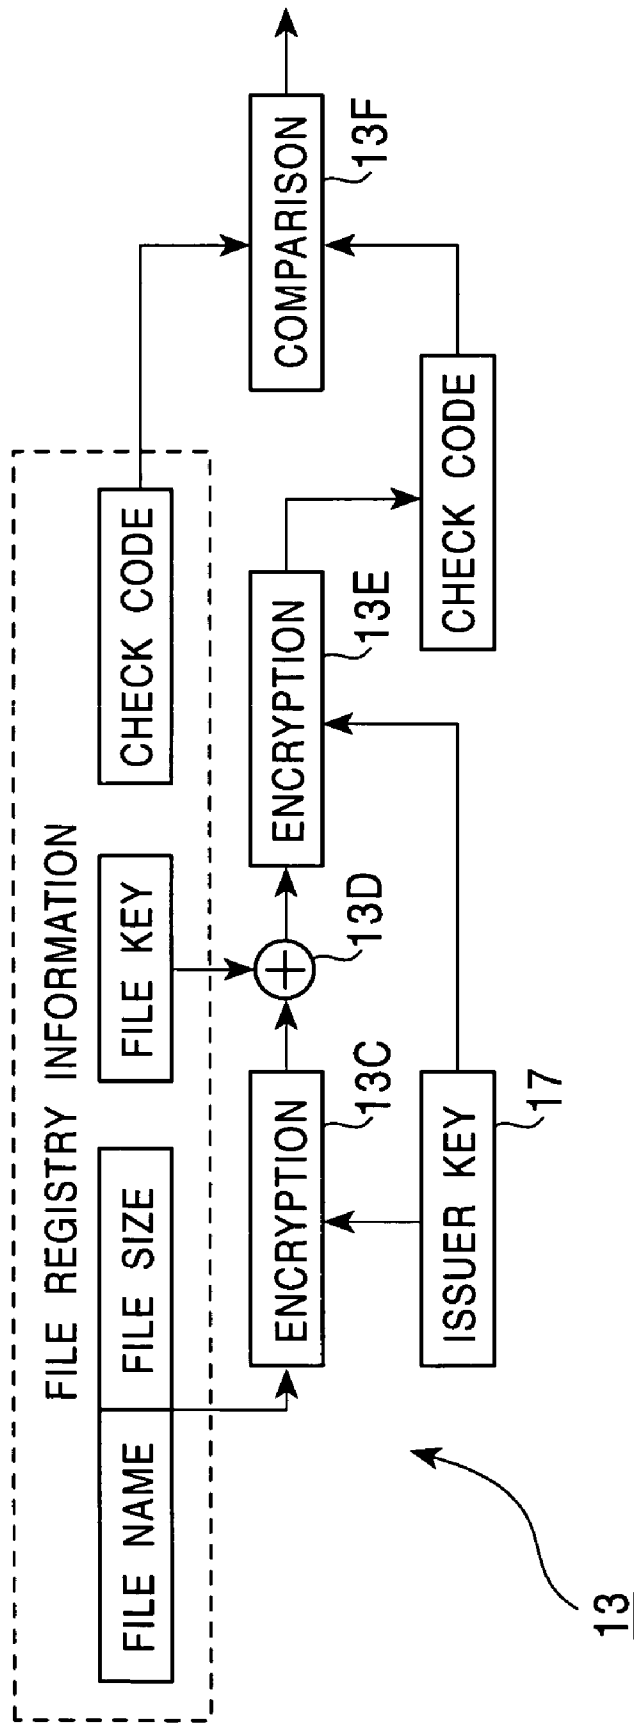 FILE REGISTRY INFORMATION
FILE NAME
FILE SIZE
FILE KEY
CHECK CODE
ENCRYPTION
13C
13D
ENCRYPTION
13E
COMPARISON
13F
ISSUER KEY
17
CHECK CODE
13